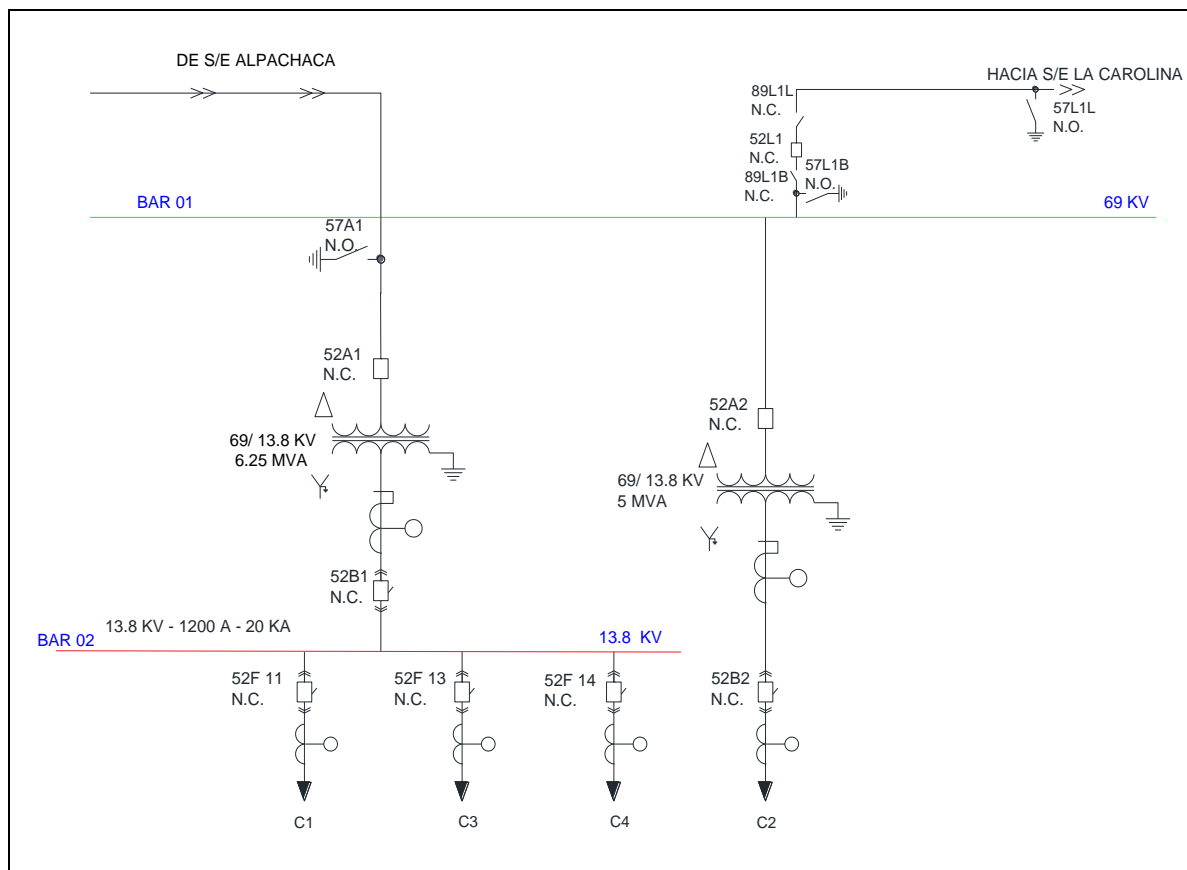 DE S/E ALPACHACA
HACIA S/E LA CAROLINA
89L1L
N.C.
57L1L
N.O.
52L1
N.C.
57L1B
N.O.
89L1B
N.C.
BAR 01
69 KV
57A1
N.O.
52A1
N.C.
52A2
N.C.
69/ 13.8 KV
6.25 MVA
69/ 13.8 KV
5 MVA
52B1
N.C.
13.8 KV - 1200 A - 20 KA
BAR 02
13.8 KV
52F 11
N.C.
52F 13
N.C.
52F 14
N.C.
52B2
N.C.
C1
C3
C4
C2